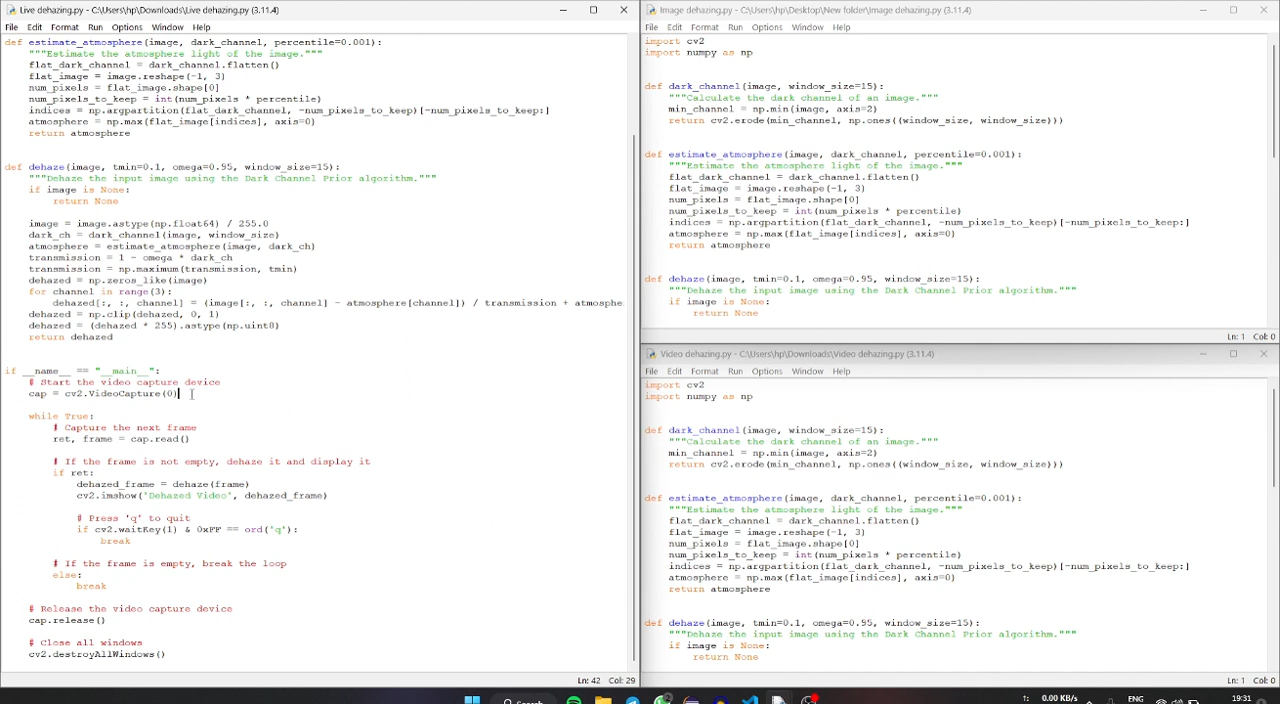 Live dehazing.py - C:\Users\hp\Downloads\Live dehazing.py (3.11.4)
File Edit Format Run Options Window Help
def estimate_atmosphere(image, dark_channel, percentile=0.001):
    """Estimate the atmosphere light of the image."""
    flat_dark_channel = dark_channel.flatten()
    flat_image = image.reshape(-1, 3)
    num_pixels = flat_image.shape[0]
    num_pixels_to_keep = int(num_pixels * percentile)
    indices = np.argpartition(flat_dark_channel, -num_pixels_to_keep)[-num_pixels_to_keep:]
    atmosphere = np.max(flat_image[indices], axis=0)
    return atmosphere
def dehaze(image, tmin=0.1, omega=0.95, window_size=15):
    """Dehaze the input image using the Dark Channel Prior algorithm."""
    if image is None:
        return None
    image = image.astype(np.float64) / 255.0
    dark_ch = dark_channel(image, window_size)
    atmosphere = estimate_atmosphere(image, dark_ch)
    transmission = 1 - omega * dark_ch
    transmission = np.maximum(transmission, tmin)
    dehazed = np.zeros_like(image)
    for channel in range(3):
        dehazed[:, :, channel] = (image[:, :, channel] - atmosphere[channel]) / transmission + atmosphe
    dehazed = np.clip(dehazed, 0, 1)
    dehazed = (dehazed * 255).astype(np.uint8)
    return dehazed
if __name__ == "__main__":
    # Start the video capture device
    cap = cv2.VideoCapture(0)
    while True:
        # Capture the next frame
        ret, frame = cap.read()
        # If the frame is not empty, dehaze it and display it
        if ret:
            dehazed_frame = dehaze(frame)
            cv2.imshow('Dehazed Video', dehazed_frame)
            # Press 'q' to quit
            if cv2.waitKey(1) & 0xFF == ord('q'):
                break
        # If the frame is empty, break the loop
        else:
            break
    # Release the video capture device
    cap.release()
    # Close all windows
    cv2.destroyAllWindows()
Ln: 42 Col: 29
Image dehazing.py - C:\Users\hp\Desktop\New folder\Image dehazing.py (3.11.4)
File Edit Format Run Options Window Help
import cv2
import numpy as np
def dark_channel(image, window_size=15):
    """Calculate the dark channel of an image."""
    min_channel = np.min(image, axis=2)
    return cv2.erode(min_channel, np.ones((window_size, window_size)))
def estimate_atmosphere(image, dark_channel, percentile=0.001):
    """Estimate the atmosphere light of the image."""
    flat_dark_channel = dark_channel.flatten()
    flat_image = image.reshape(-1, 3)
    num_pixels = flat_image.shape[0]
    num_pixels_to_keep = int(num_pixels * percentile)
    indices = np.argpartition(flat_dark_channel, -num_pixels_to_keep)[-num_pixels_to_keep:]
    atmosphere = np.max(flat_image[indices], axis=0)
    return atmosphere
def dehaze(image, tmin=0.1, omega=0.95, window_size=15):
    """Dehaze the input image using the Dark Channel Prior algorithm."""
    if image is None:
        return None
Ln: 1 Col: 0
Video dehazing.py - C:\Users\hp\Downloads\Video dehazing.py (3.11.4)
File Edit Format Run Options Window Help
import cv2
import numpy as np
def dark_channel(image, window_size=15):
    """Calculate the dark channel of an image."""
    min_channel = np.min(image, axis=2)
    return cv2.erode(min_channel, np.ones((window_size, window_size)))
def estimate_atmosphere(image, dark_channel, percentile=0.001):
    """Estimate the atmosphere light of the image."""
    flat_dark_channel = dark_channel.flatten()
    flat_image = image.reshape(-1, 3)
    num_pixels = flat_image.shape[0]
    num_pixels_to_keep = int(num_pixels * percentile)
    indices = np.argpartition(flat_dark_channel, -num_pixels_to_keep)[-num_pixels_to_keep:]
    atmosphere = np.max(flat_image[indices], axis=0)
    return atmosphere
def dehaze(image, tmin=0.1, omega=0.95, window_size=15):
    """Dehaze the input image using the Dark Channel Prior algorithm."""
    if image is None:
        return None
Ln: 1 Col: 0
Search
1: 0.00 KB/s ENG 19:31